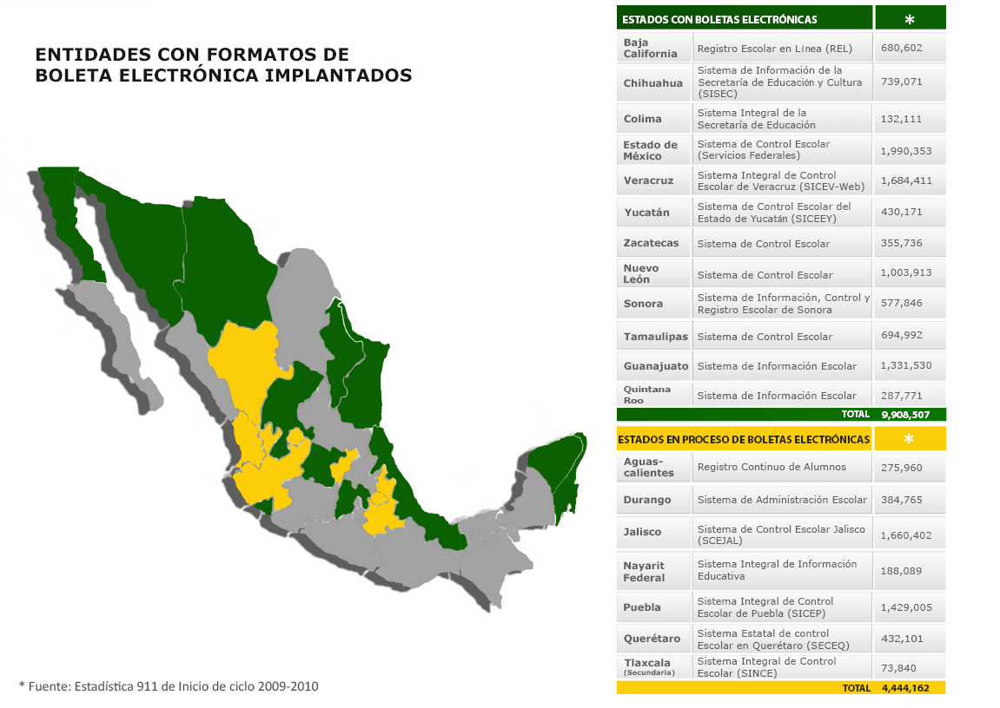 ENTIDADES CON FORMATOS DE
BOLETA ELECTRÓNICA IMPLANTADOS
ESTADOS CON BOLETAS ELECTRÓNICAS *
Baja
California
Registro Escolar en Línea (REL)
680,602
Chihuahua
Sistema de Información de la
Secretaría de Educación y Cultura
(SISEC)
739,071
Colima
Sistema Integral de la
Secretaría de Educación
132,111
Estado de
México
Sistema de Control Escolar
(Servicios Federales)
1,990,353
Veracruz
Sistema Integral de Control
Escolar de Veracruz (SICEV-Web)
1,684,411
Yucatán
Sistema de Control Escolar del
Estado de Yucatán (SICEEY)
430,171
Zacatecas
Sistema de Control Escolar
355,736
Nuevo
León
Sistema de Control Escolar
1,003,913
Sonora
Sistema de Información, Control y
Registro Escolar de Sonora
577,846
Tamaulipas
Sistema de Control Escolar
694,992
Guanajuato
Sistema de Información Escolar
1,331,530
Quintana
Roo
Sistema de Información Escolar
287,771
TOTAL 9,908,507
ESTADOS EN PROCESO DE BOLETAS ELECTRÓNICAS *
Aguas-
calientes
Registro Continuo de Alumnos
275,960
Durango
Sistema de Administración Escolar
384,765
Jalisco
Sistema de Control Escolar Jalisco
(SCEJAL)
1,660,402
Nayarit
Federal
Sistema Integral de Información
Educativa
188,089
Puebla
Sistema Integral de Control
Escolar de Puebla (SICEP)
1,429,005
Querétaro
Sistema Estatal de control
Escolar en Querétaro (SECEQ)
432,101
Tlaxcala
(Secundaria)
Sistema Integral de Control
Escolar (SINCE)
73,840
TOTAL 4,444,162
* Fuente: Estadística 911 de Inicio de ciclo 2009-2010